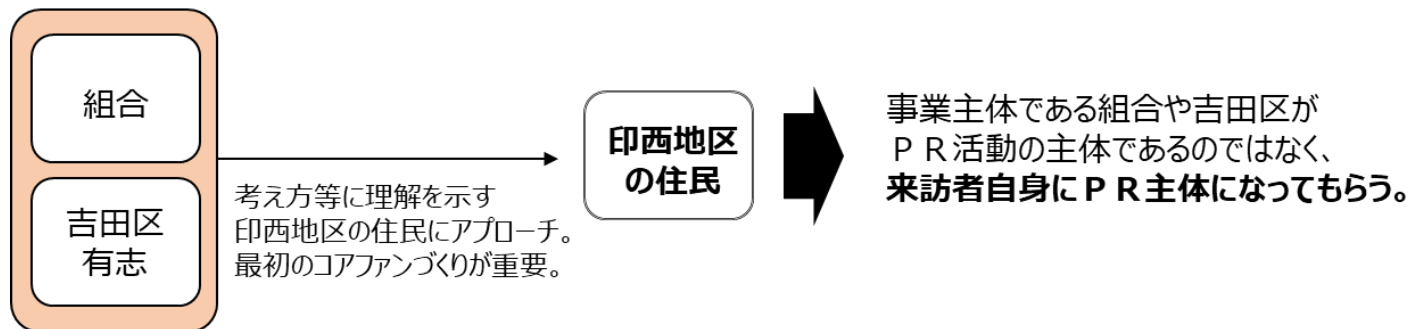 組合
吉田区
有志
考え方等に理解を示す
印西地区の住民にアプローチ。
最初のコアファンづくりが重要。
印西地区
の住民
事業主体である組合や吉田区が
ＰＲ活動の主体であるのではなく、
来訪者自身にＰＲ主体になってもらう。